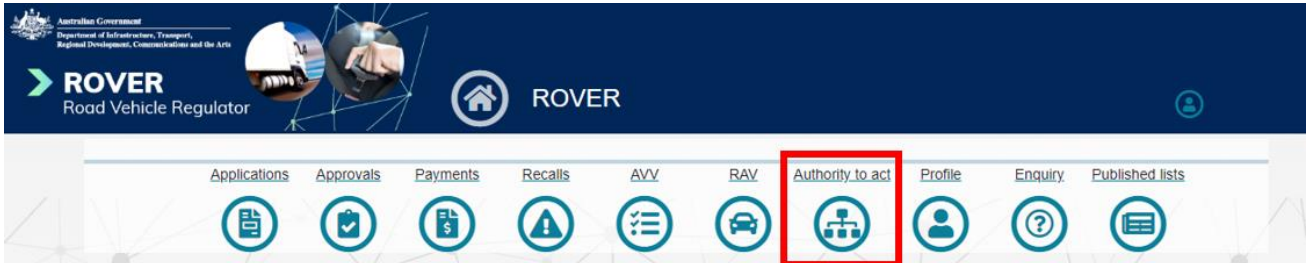 Australian Government
Department of Infrastructure, Transport,
Regional Development, Communications and the Arts
ROVER
Road Vehicle Regulator
ROVER
Applications Approvals Payments Recalls AVV RAV Authority to act Profile Enquiry Published lists